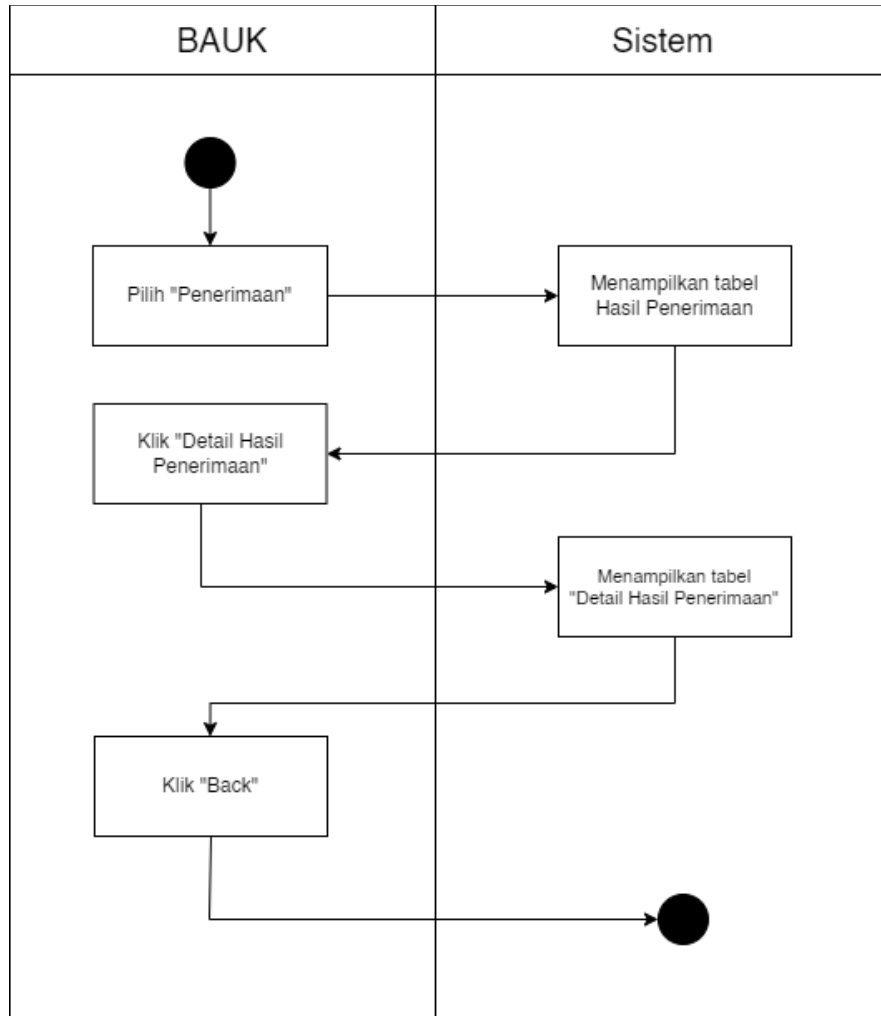 BAUK
Sistem
Pilih "Penerimaan"
Menampilkan tabel
Hasil Penerimaan
Klik "Detail Hasil
Penerimaan"
Menampilkan tabel
"Detail Hasil Penerimaan"
Klik "Back"